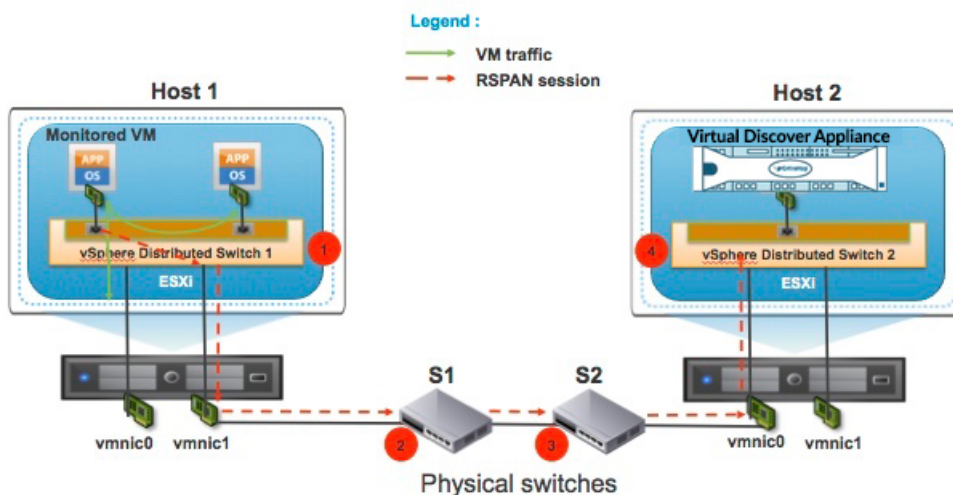 Legend :
VM traffic
RSPAN session
Host 1
Host 2
Monitored VM
Virtual Discover Appliance
APP
OS
APP
OS
vSphere Distributed Switch 1
1
ESXi
4
vSphere Distributed Switch 2
ESXi
S1
S2
vmnic0
vmnic1
2
3
vmnic0
vmnic1
Physical switches